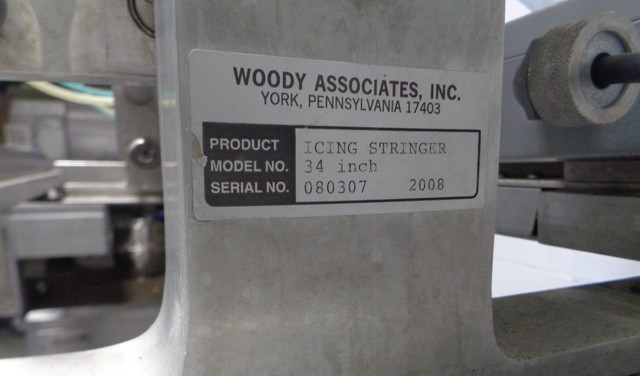 WOODY ASSOCIATES, INC.
YORK, PENNSYLVANIA 17403
PRODUCT ICING STRINGER
MODEL NO. 34 inch
SERIAL NO. 080307 2008